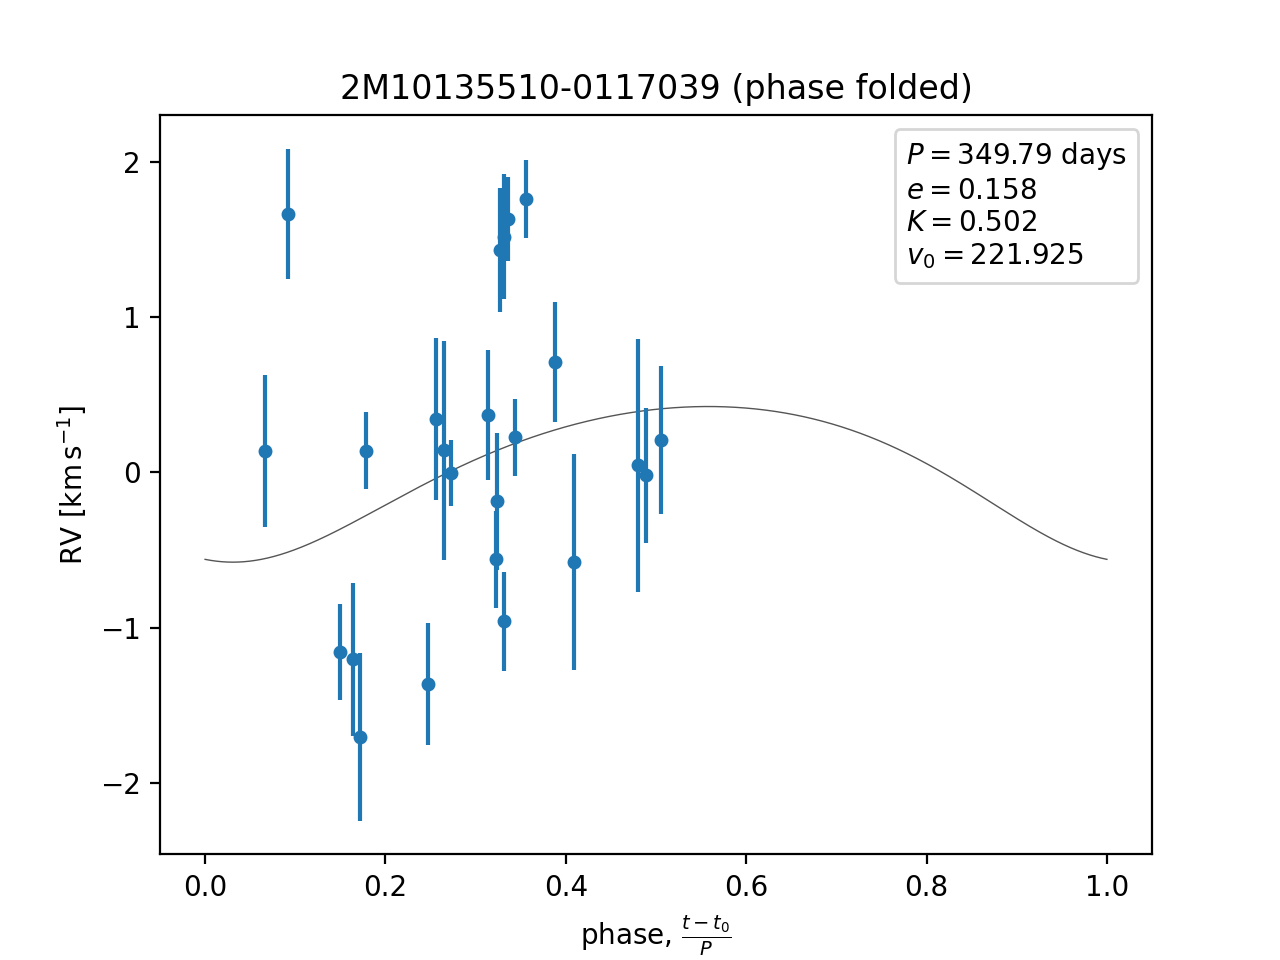 2M10135510-0117039 (phase folded)
P = 349.79 days
e = 0.158
K = 0.502
v₀ = 221.925
2
1
0
−1
−2
RV [km s⁻¹]
0.0 0.2 0.4 0.6 0.8 1.0
phase, (t − t₀)/P